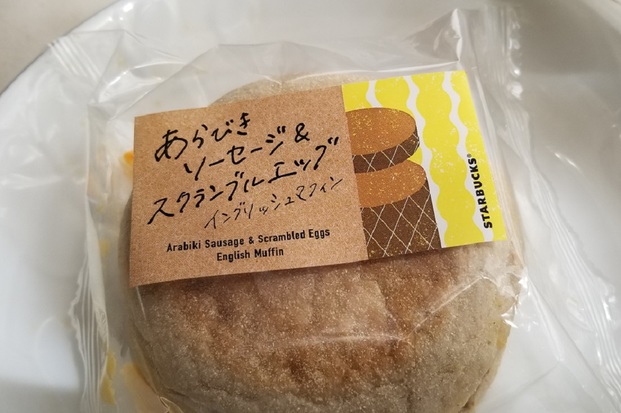 あらびき
ソーセージ&
スクランブルエッグ
イングリッシュマフィン
Arabiki Sausage & Scrambled Eggs
English Muffin
STARBUCKS®